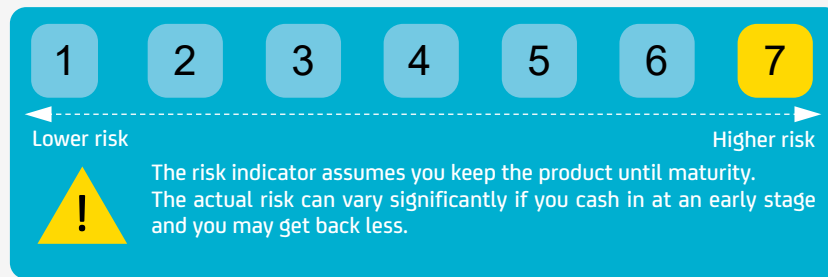 1 2 3 4 5 6 7
Lower risk Higher risk
!
The risk indicator assumes you keep the product until maturity.
The actual risk can vary significantly if you cash in at an early stage
and you may get back less.